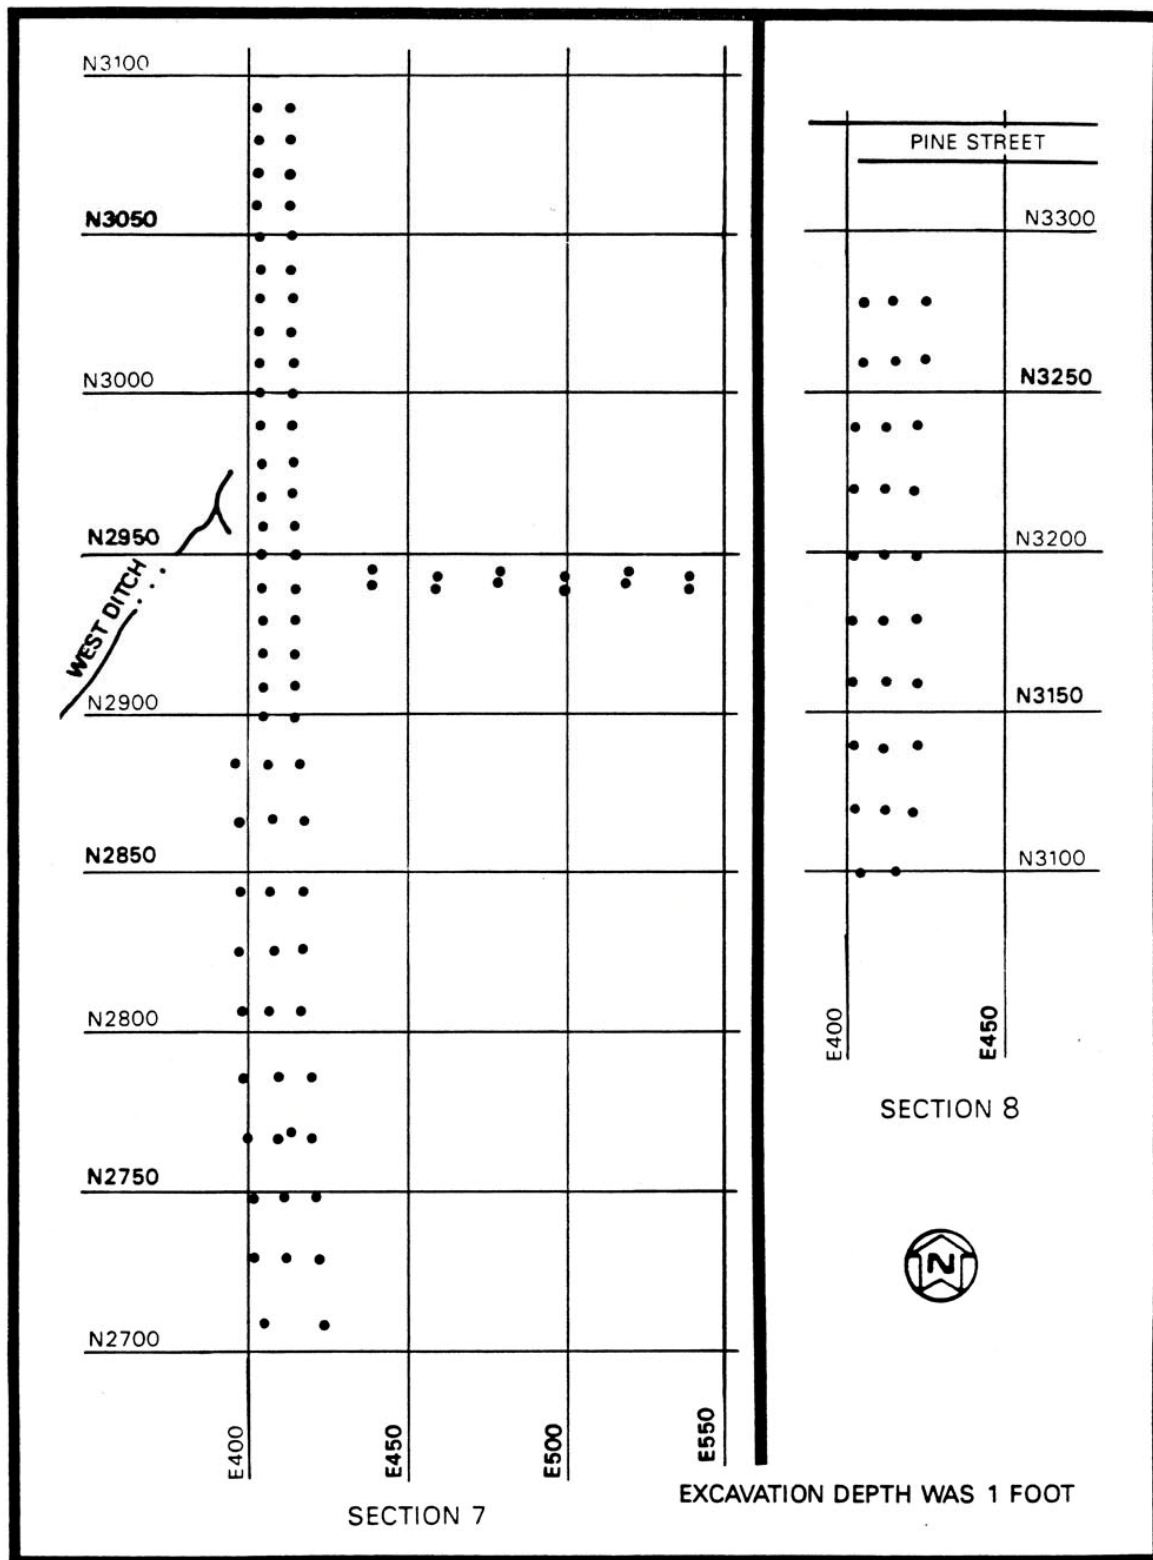 N3100
N3050
N3000
N2950
WEST DITCH
N2900
N2850
N2800
N2750
N2700
E400
E450
E500
E550
SECTION 7
PINE STREET
N3300
N3250
N3200
N3150
N3100
E400
E450
SECTION 8
N
EXCAVATION DEPTH WAS 1 FOOT